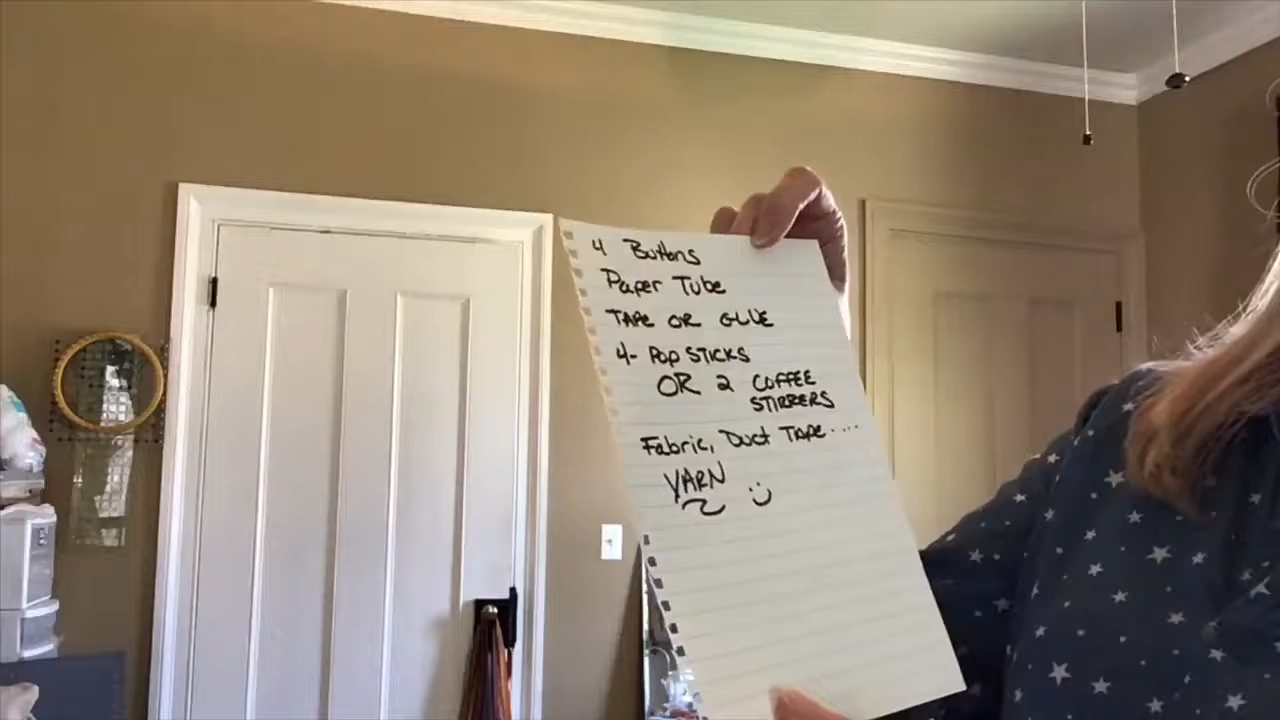 4 Buttons
Paper Tube
TAPE OR GLUE
4- POP STICKS
OR 2 COFFEE
STIRRERS
Fabric, Duct TAPE....
YARN